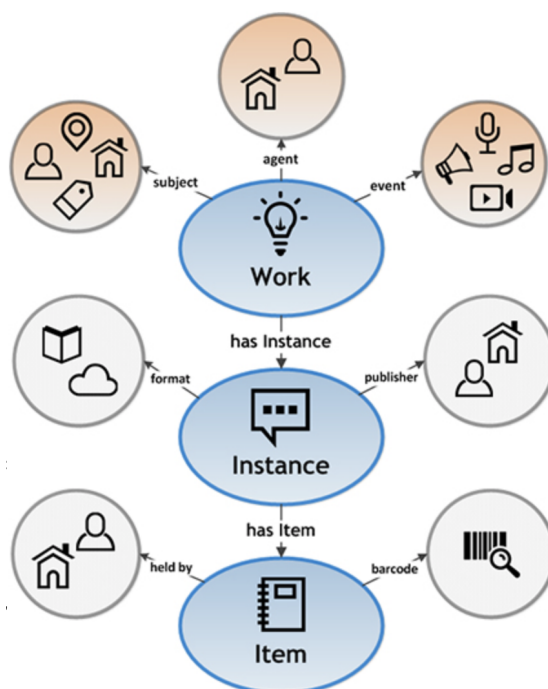 agent
subject
event
Work
has Instance
format
publisher
Instance
has Item
held by
barcode
Item